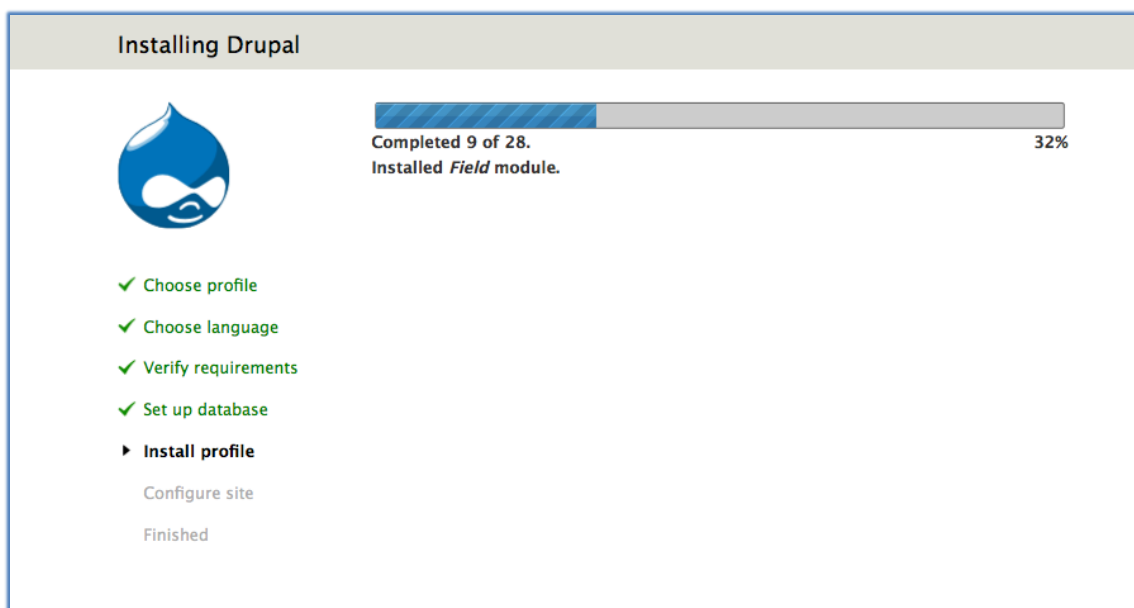 Installing Drupal
Completed 9 of 28.
32%
Installed Field module.
Choose profile
Choose language
Verify requirements
Set up database
Install profile
Configure site
Finished